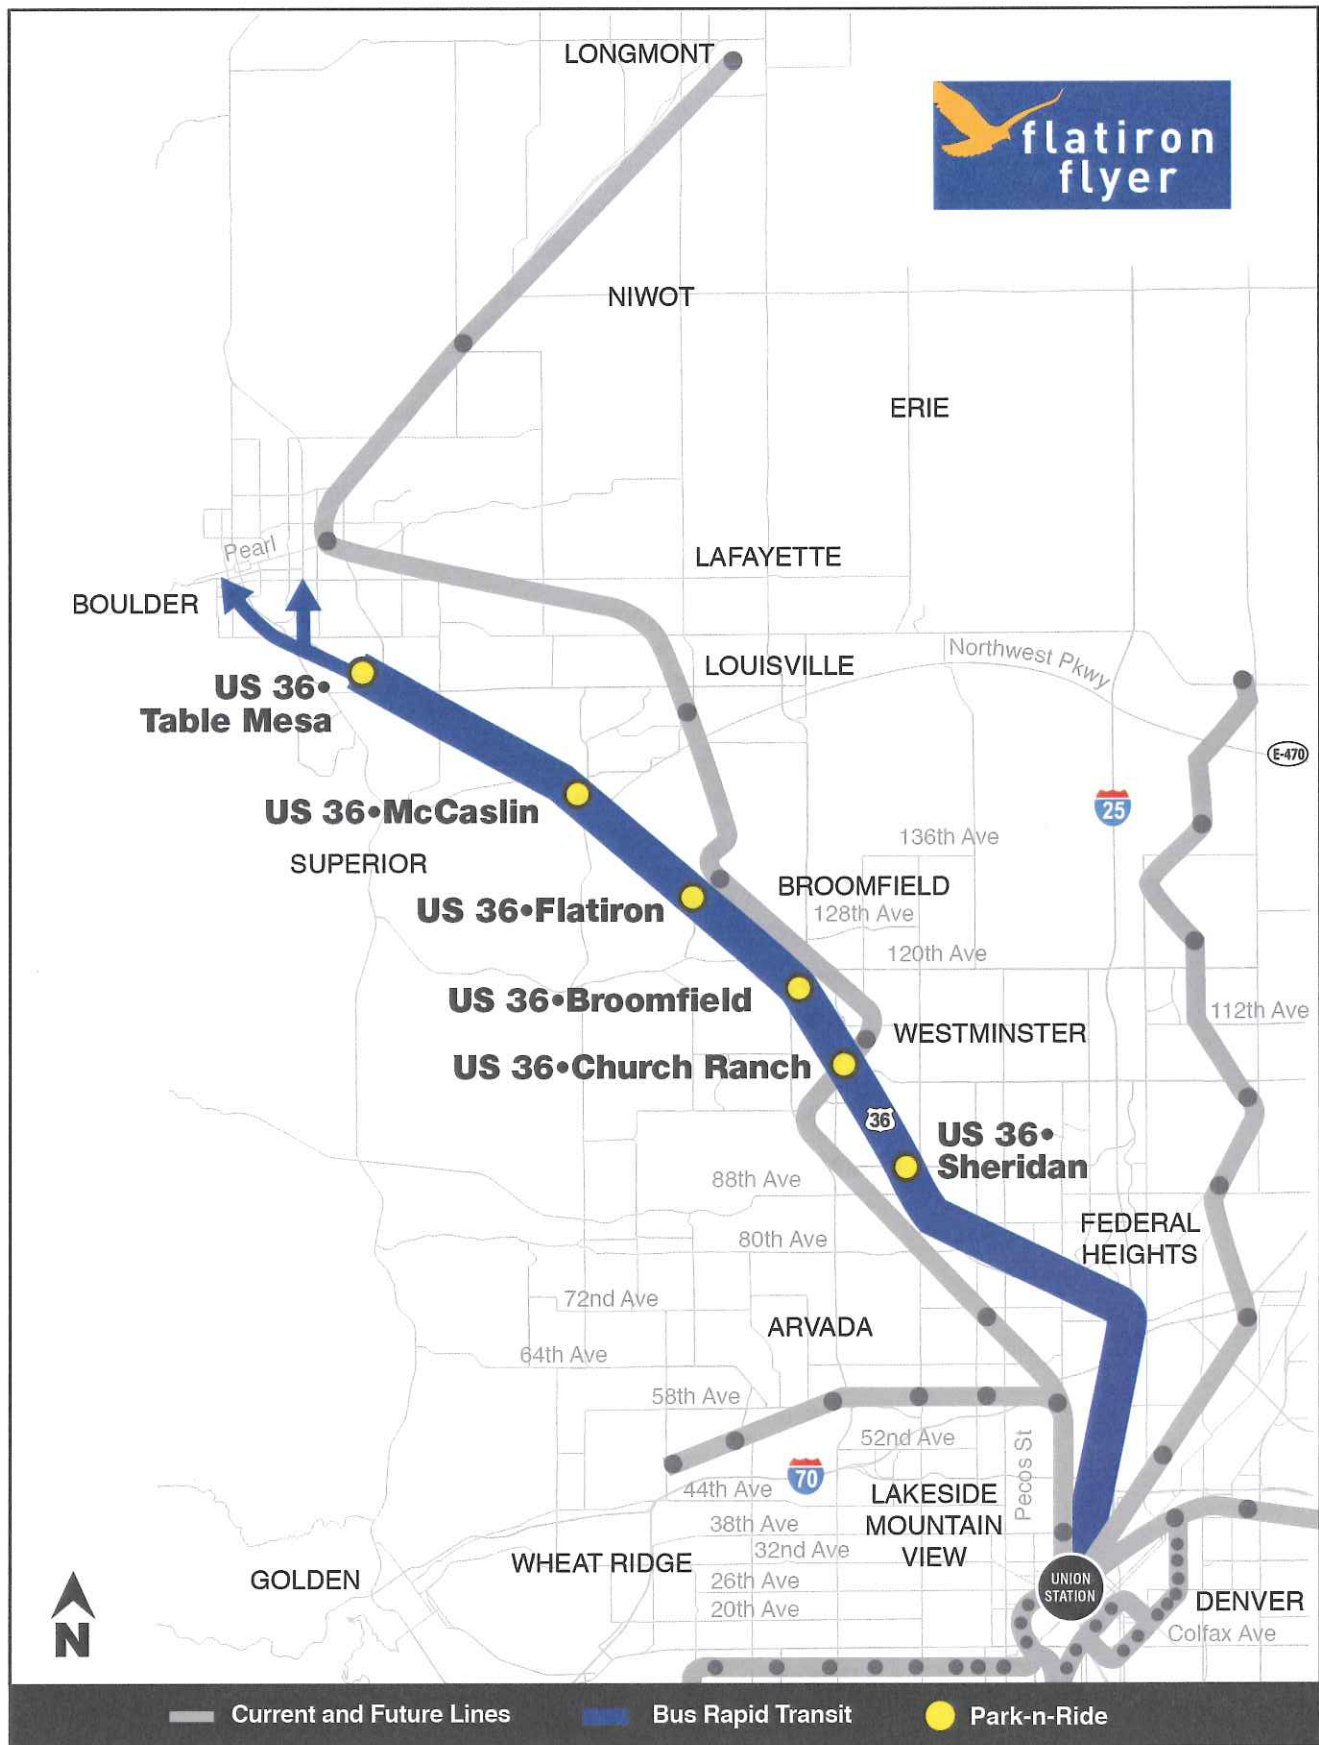 LONGMONT
flatiron
flyer
NIWOT
ERIE
Pearl
LAFAYETTE
BOULDER
Northwest Pkwy
LOUISVILLE
US 36•
Table Mesa
E-470
25
US 36•McCaslin
136th Ave
SUPERIOR
BROOMFIELD
US 36•Flatiron
128th Ave
120th Ave
US 36•Broomfield
112th Ave
WESTMINSTER
US 36•Church Ranch
36
US 36•
Sheridan
88th Ave
FEDERAL
HEIGHTS
80th Ave
72nd Ave
ARVADA
64th Ave
58th Ave
52nd Ave
Pecos St
70
44th Ave
LAKESIDE
MOUNTAIN
VIEW
38th Ave
32nd Ave
WHEAT RIDGE
GOLDEN
26th Ave
20th Ave
UNION
STATION
DENVER
Colfax Ave
N
Current and Future Lines
Bus Rapid Transit
Park-n-Ride